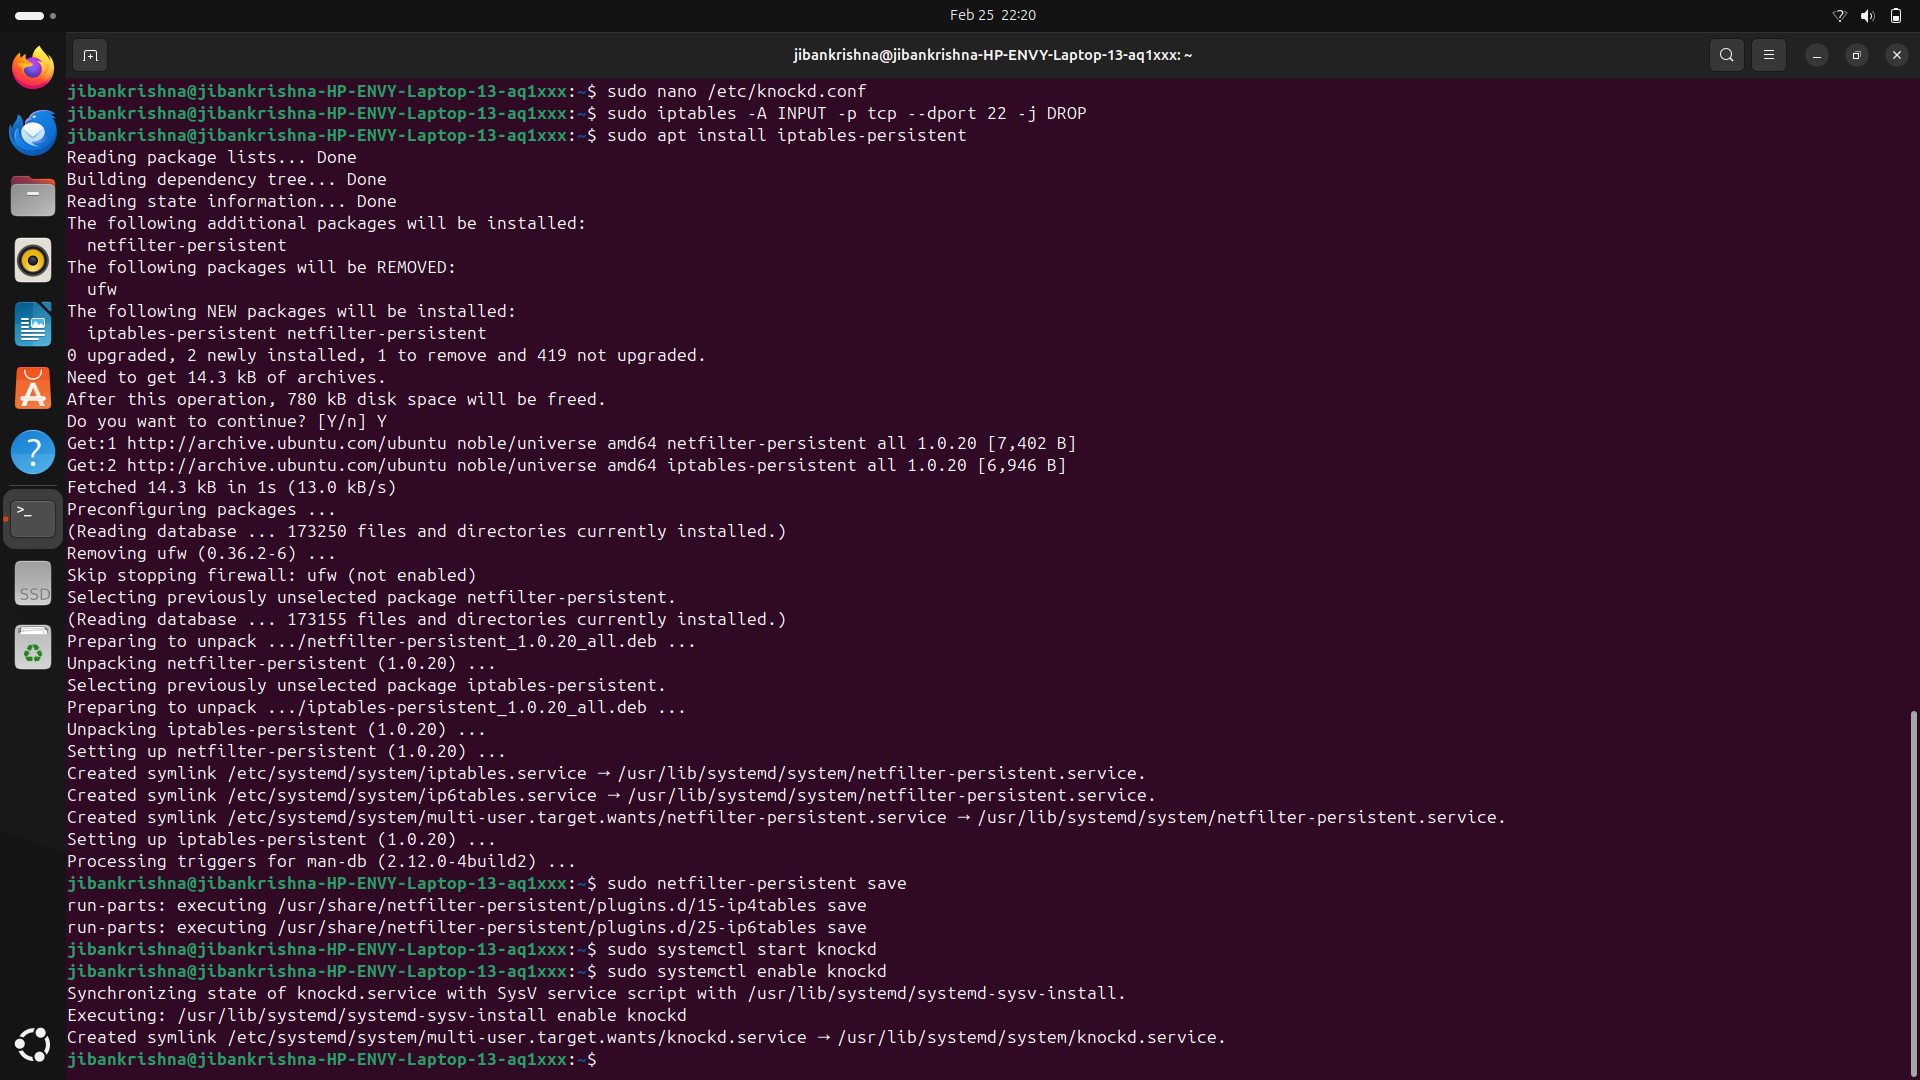 Feb 25 22:20
jibankrishna@jibankrishna-HP-ENVY-Laptop-13-aq1xxx: ~
jibankrishna@jibankrishna-HP-ENVY-Laptop-13-aq1xxx:~$ sudo nano /etc/knockd.conf
jibankrishna@jibankrishna-HP-ENVY-Laptop-13-aq1xxx:~$ sudo iptables -A INPUT -p tcp --dport 22 -j DROP
jibankrishna@jibankrishna-HP-ENVY-Laptop-13-aq1xxx:~$ sudo apt install iptables-persistent
Reading package lists... Done
Building dependency tree... Done
Reading state information... Done
The following additional packages will be installed:
  netfilter-persistent
The following packages will be REMOVED:
  ufw
The following NEW packages will be installed:
  iptables-persistent netfilter-persistent
0 upgraded, 2 newly installed, 1 to remove and 419 not upgraded.
Need to get 14.3 kB of archives.
After this operation, 780 kB disk space will be freed.
Do you want to continue? [Y/n] Y
Get:1 http://archive.ubuntu.com/ubuntu noble/universe amd64 netfilter-persistent all 1.0.20 [7,402 B]
Get:2 http://archive.ubuntu.com/ubuntu noble/universe amd64 iptables-persistent all 1.0.20 [6,946 B]
Fetched 14.3 kB in 1s (13.0 kB/s)
Preconfiguring packages ...
(Reading database ... 173250 files and directories currently installed.)
Removing ufw (0.36.2-6) ...
Skip stopping firewall: ufw (not enabled)
Selecting previously unselected package netfilter-persistent.
(Reading database ... 173155 files and directories currently installed.)
Preparing to unpack .../netfilter-persistent_1.0.20_all.deb ...
Unpacking netfilter-persistent (1.0.20) ...
Selecting previously unselected package iptables-persistent.
Preparing to unpack .../iptables-persistent_1.0.20_all.deb ...
Unpacking iptables-persistent (1.0.20) ...
Setting up netfilter-persistent (1.0.20) ...
Created symlink /etc/systemd/system/iptables.service → /usr/lib/systemd/system/netfilter-persistent.service.
Created symlink /etc/systemd/system/ip6tables.service → /usr/lib/systemd/system/netfilter-persistent.service.
Created symlink /etc/systemd/system/multi-user.target.wants/netfilter-persistent.service → /usr/lib/systemd/system/netfilter-persistent.service.
Setting up iptables-persistent (1.0.20) ...
Processing triggers for man-db (2.12.0-4build2) ...
jibankrishna@jibankrishna-HP-ENVY-Laptop-13-aq1xxx:~$ sudo netfilter-persistent save
run-parts: executing /usr/share/netfilter-persistent/plugins.d/15-ip4tables save
run-parts: executing /usr/share/netfilter-persistent/plugins.d/25-ip6tables save
jibankrishna@jibankrishna-HP-ENVY-Laptop-13-aq1xxx:~$ sudo systemctl start knockd
jibankrishna@jibankrishna-HP-ENVY-Laptop-13-aq1xxx:~$ sudo systemctl enable knockd
Synchronizing state of knockd.service with SysV service script with /usr/lib/systemd/systemd-sysv-install.
Executing: /usr/lib/systemd/systemd-sysv-install enable knockd
Created symlink /etc/systemd/system/multi-user.target.wants/knockd.service → /usr/lib/systemd/system/knockd.service.
jibankrishna@jibankrishna-HP-ENVY-Laptop-13-aq1xxx:~$
SSD